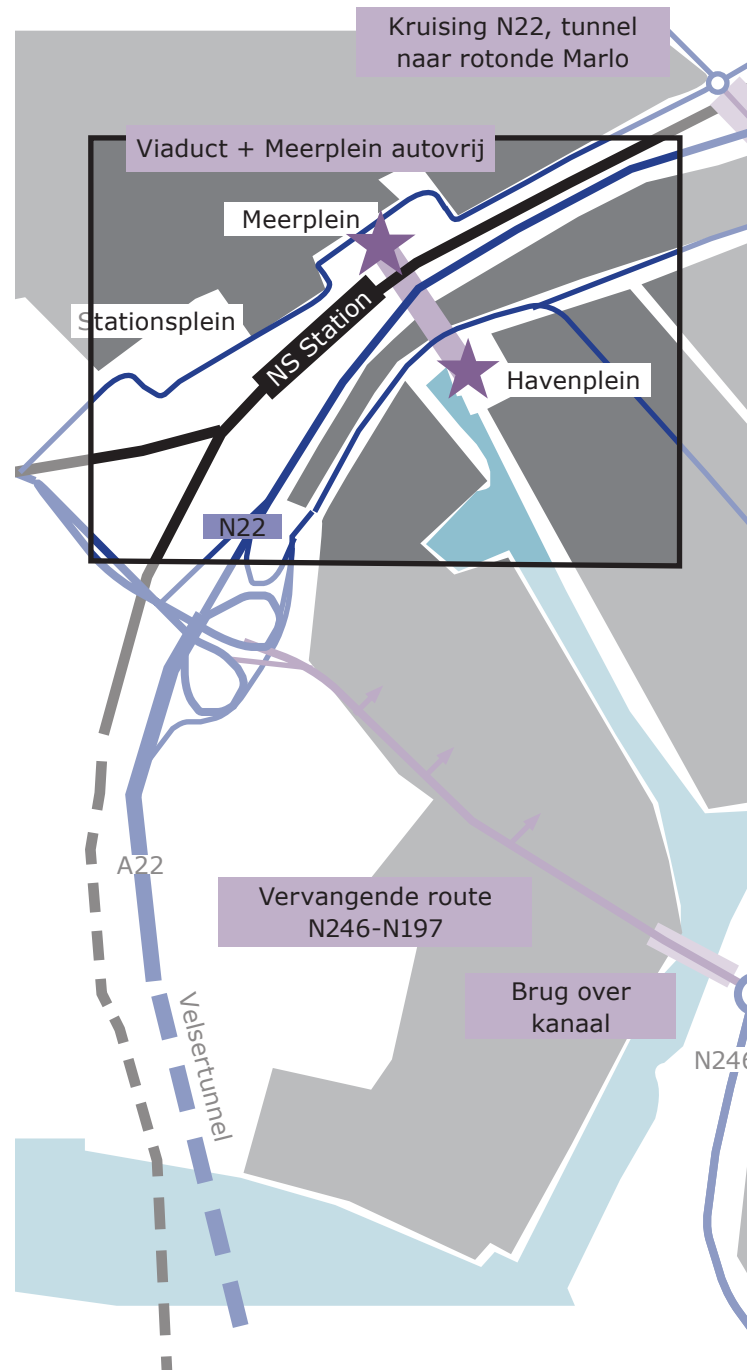 Kruising N22, tunnel
naar rotonde Marlo
Viaduct + Meerplein autovrij
Meerplein
Stationsplein
NS Station
Havenplein
N22
A22
Vervangende route
N246-N197
Brug over
kanaal
Velsertunnel
N246